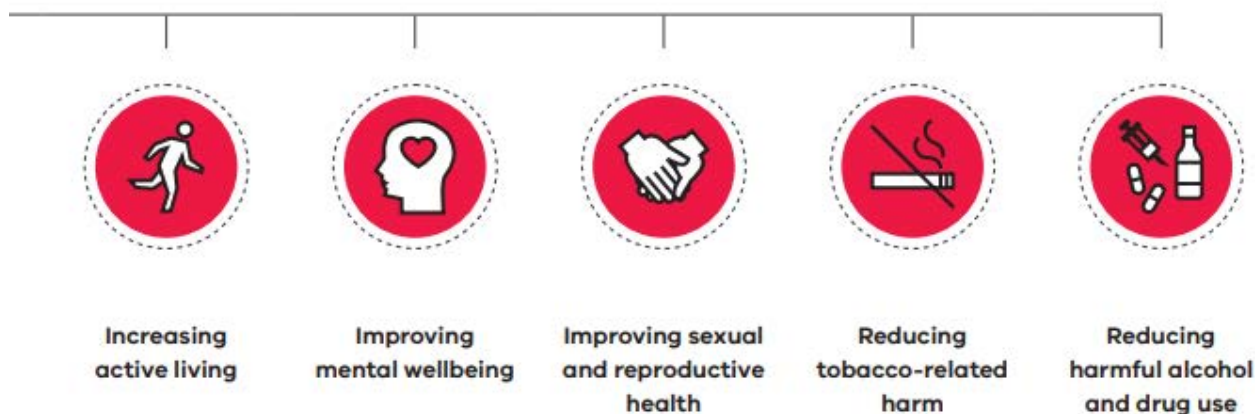 Increasing
active living
Improving
mental wellbeing
Improving sexual
and reproductive
health
Reducing
tobacco-related
harm
Reducing
harmful alcohol
and drug use